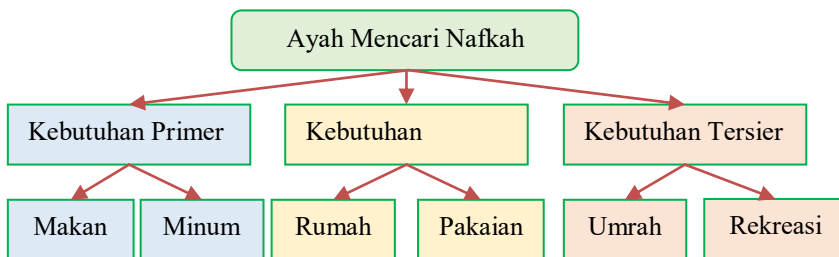 Ayah Mencari Nafkah
Kebutuhan Primer
Kebutuhan
Kebutuhan Tersier
Makan
Minum
Rumah
Pakaian
Umrah
Rekreasi